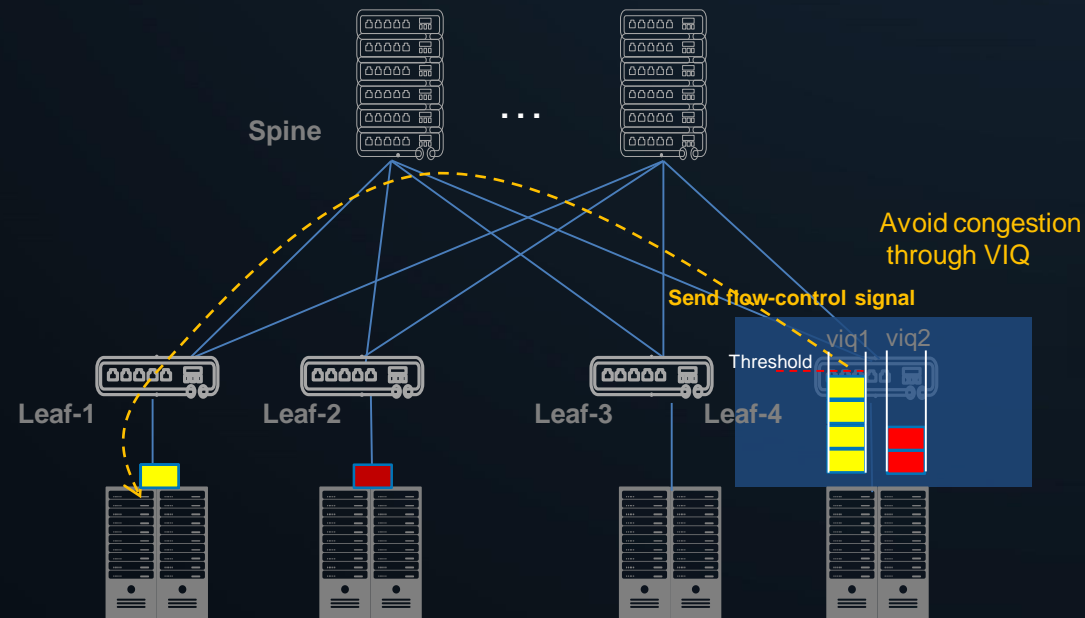 Spine
...
Avoid congestion
through VIQ
Send flow-control signal
viq1 viq2
Threshold
Leaf-1
Leaf-2
Leaf-3
Leaf-4